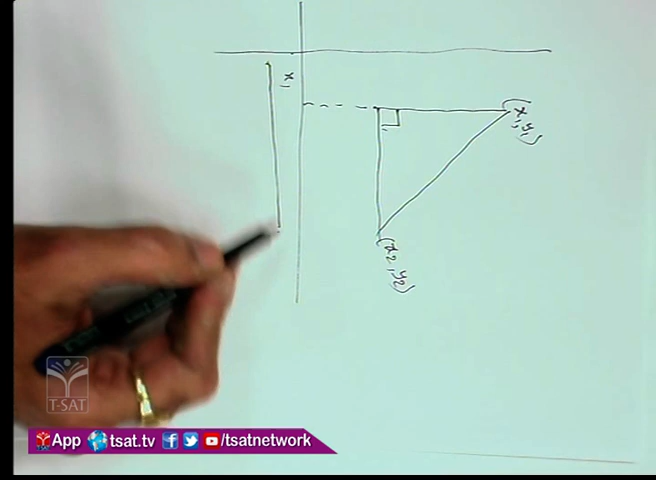 x₁
(x₁, y₁)
(x₂, y₂)
T-SAT
App tsat.tv /tsatnetwork